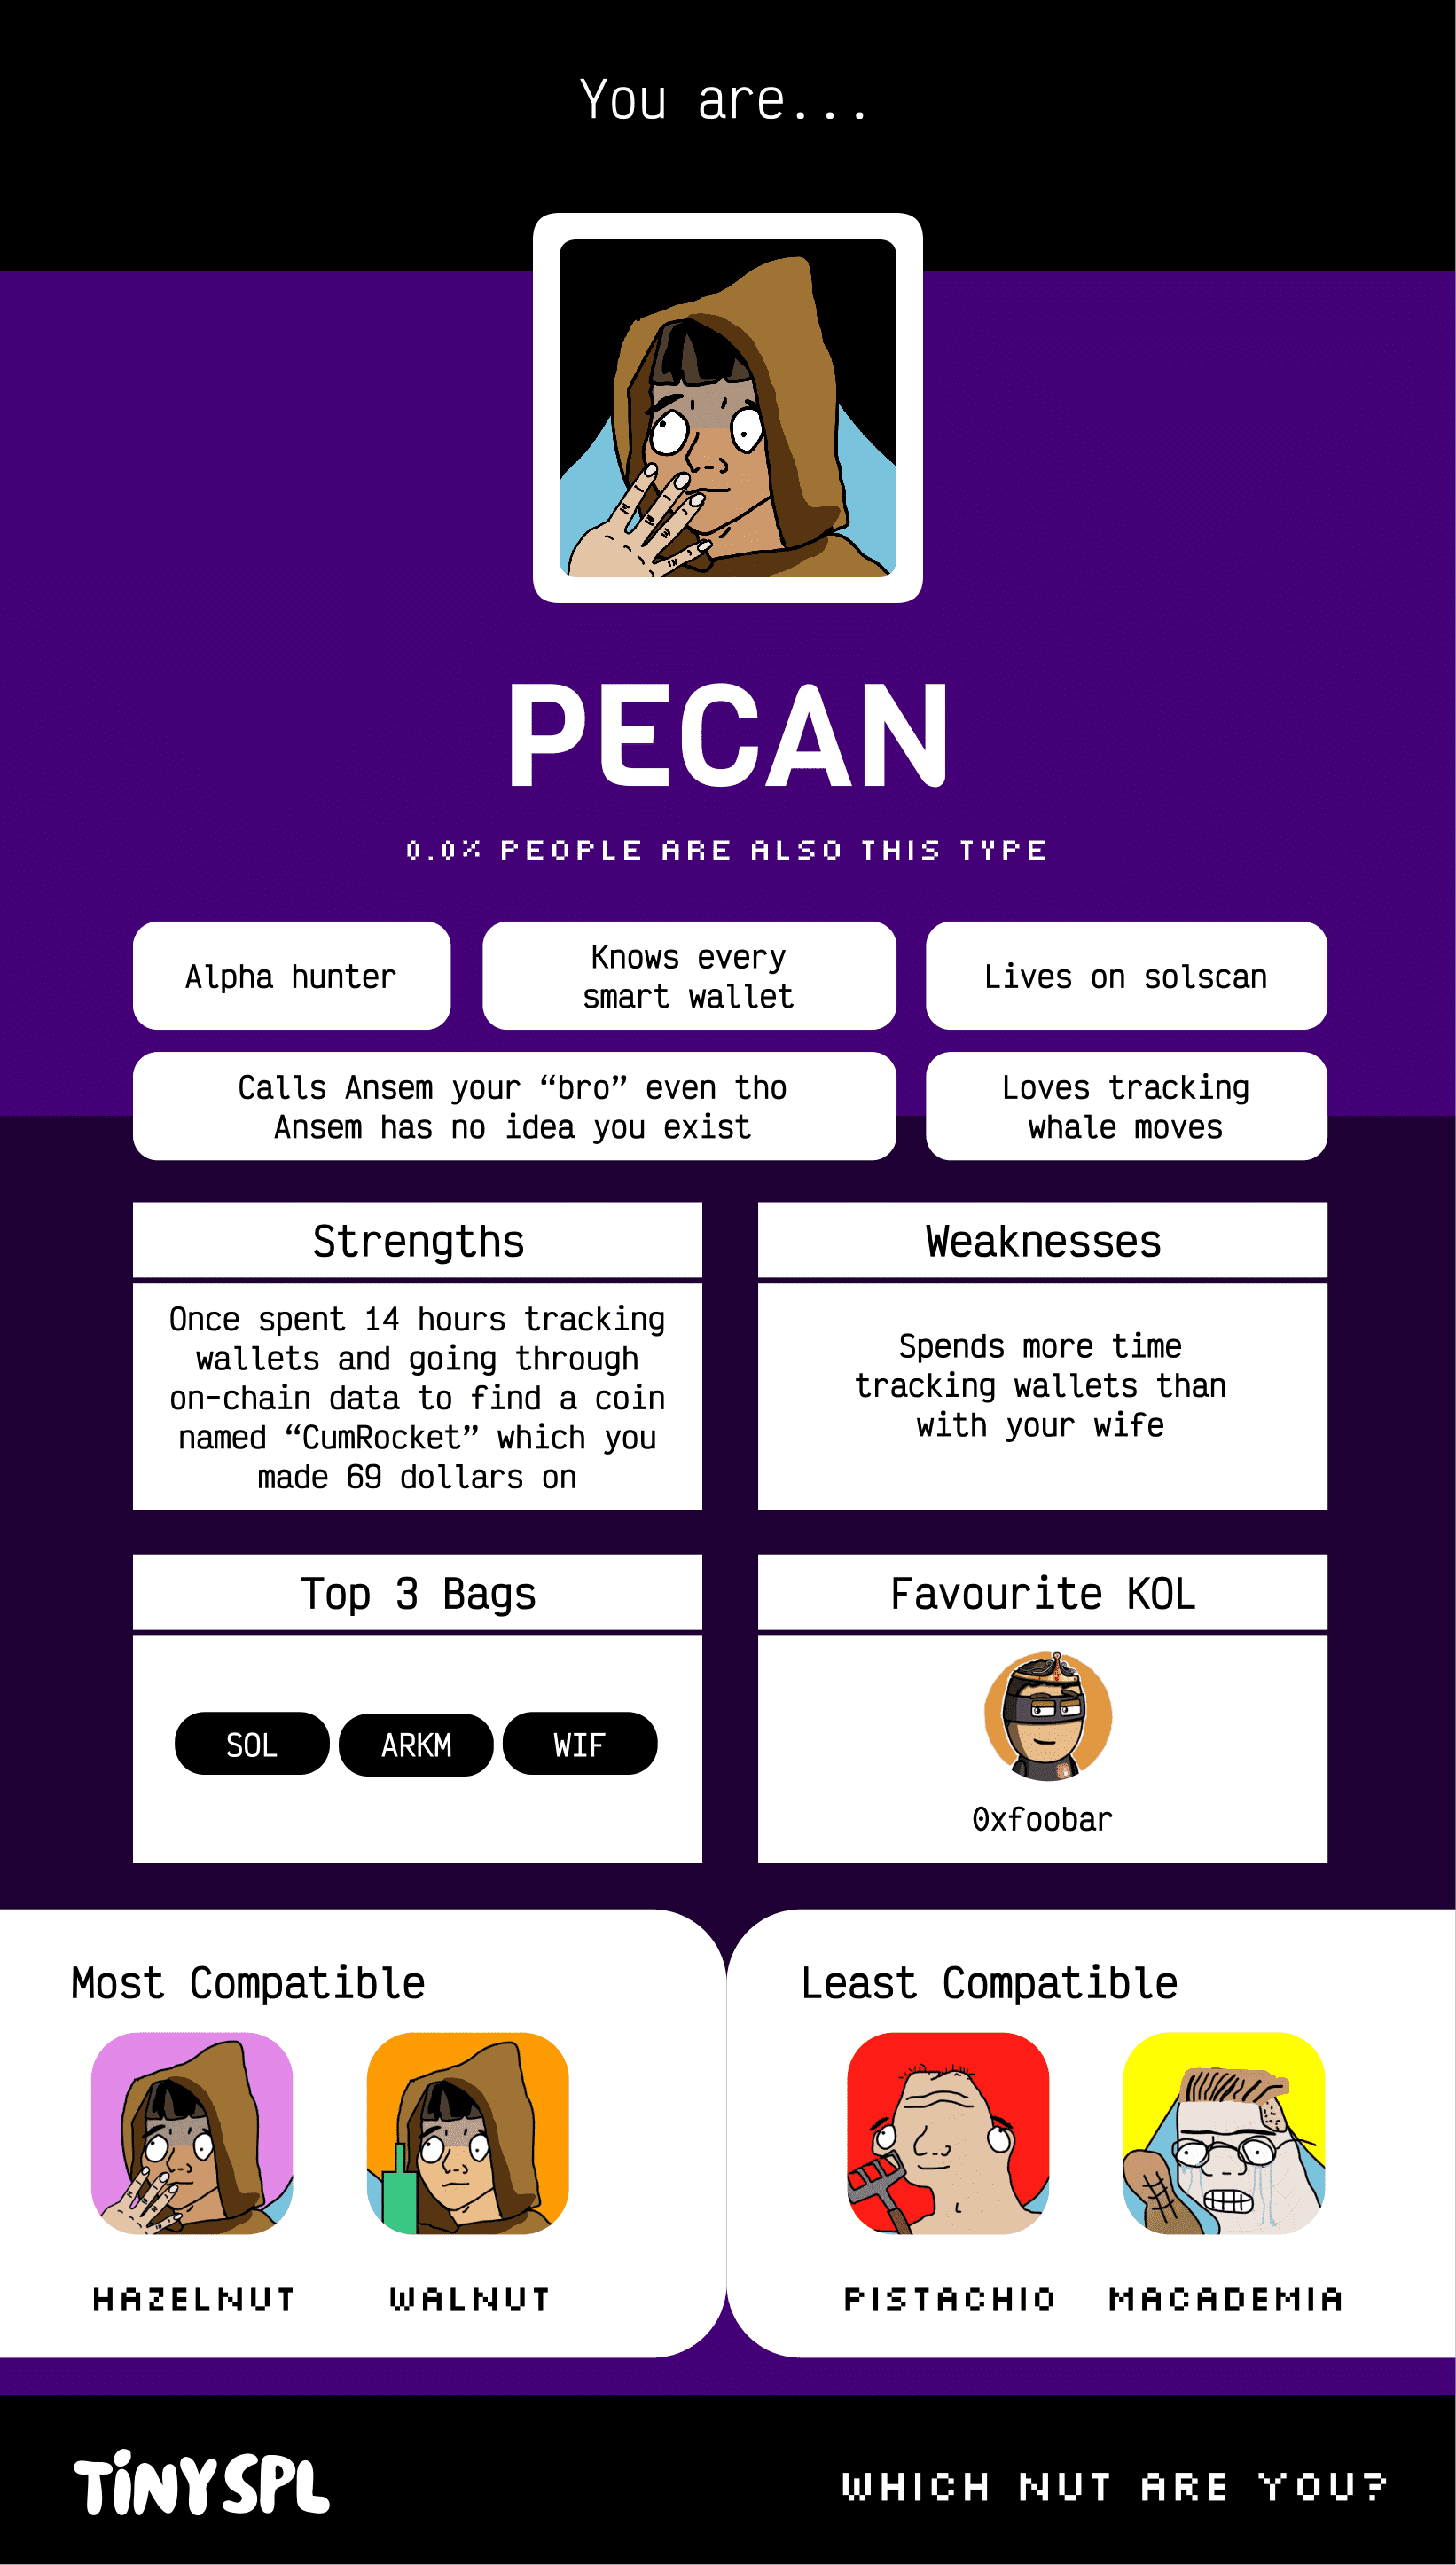 You are...
PECAN
0.0% PEOPLE ARE ALSO THIS TYPE
Alpha hunter
Knows every
smart wallet
Lives on solscan
Calls Ansem your “bro” even tho
Ansem has no idea you exist
Loves tracking
whale moves
Strengths
Once spent 14 hours tracking
wallets and going through
on-chain data to find a coin
named “CumRocket” which you
made 69 dollars on
Weaknesses
Spends more time
tracking wallets than
with your wife
Top 3 Bags
SOL
ARKM
WIF
Favourite KOL
0xfoobar
Most Compatible
HAZELNUT
WALNUT
Least Compatible
PISTACHIO
MACADEMIA
TiNY SPL
WHICH NUT ARE YOU?